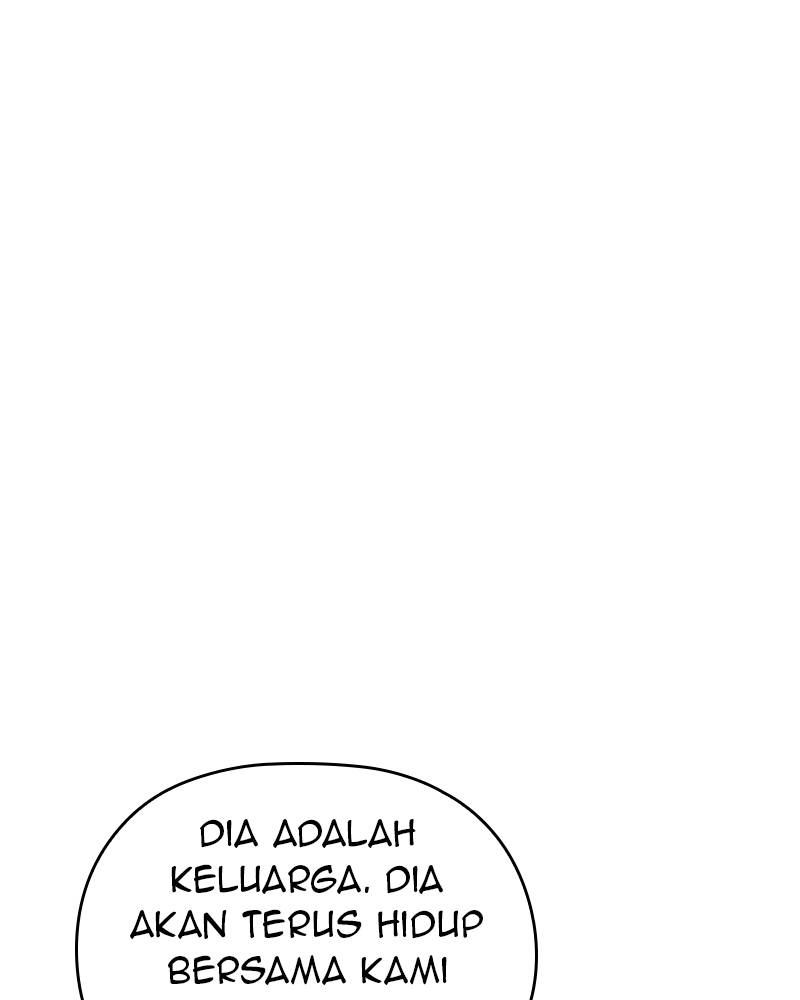 DIA ADALAH
KELUARGA. DIA
AKAN TERUS HIDUP
BERSAMA KAMI